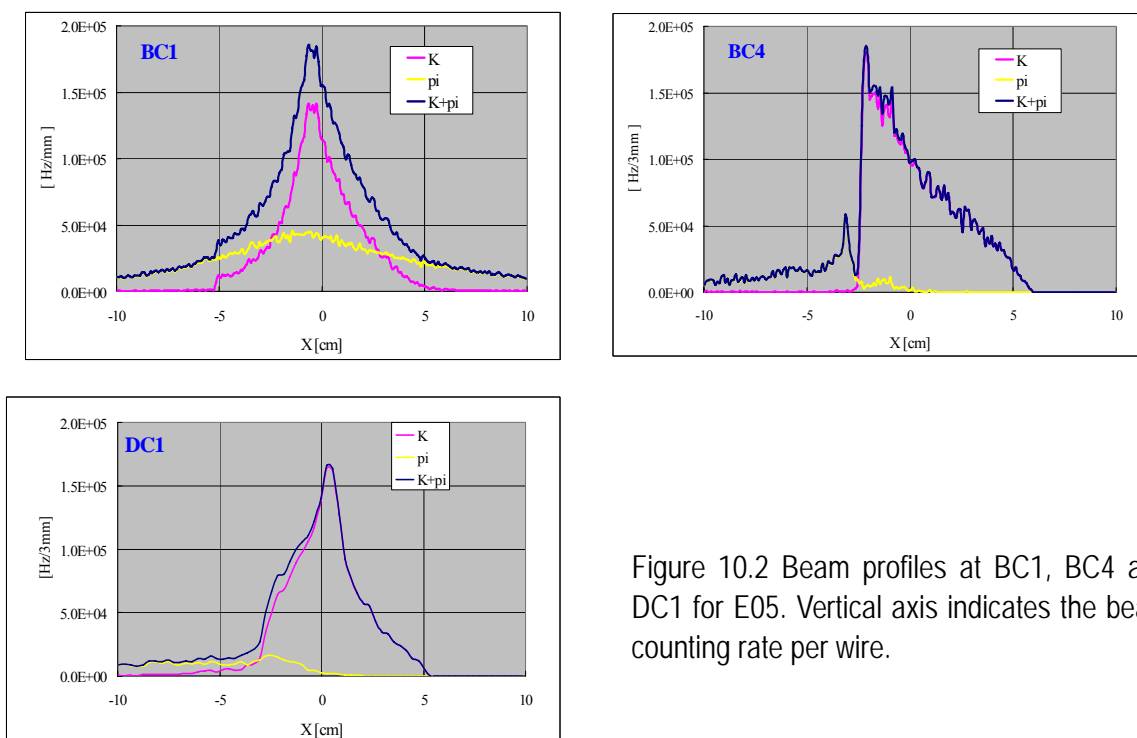 2.0E+05
BC1
K
pi
K+pi
1.5E+05
1.0E+05
5.0E+04
0.0E+00
[ Hz/mm ]
-10 -5 0 5 10
X [cm]
2.0E+05
BC4
K
pi
K+pi
1.5E+05
1.0E+05
5.0E+04
0.0E+00
[ Hz/3mm ]
-10 -5 0 5 10
X [cm]
2.0E+05
DC1
K
pi
K+pi
1.5E+05
1.0E+05
5.0E+04
0.0E+00
[Hz/3mm]
-10 -5 0 5 10
X [cm]
Figure 10.2 Beam profiles at BC1, BC4 a
DC1 for E05. Vertical axis indicates the bea
counting rate per wire.